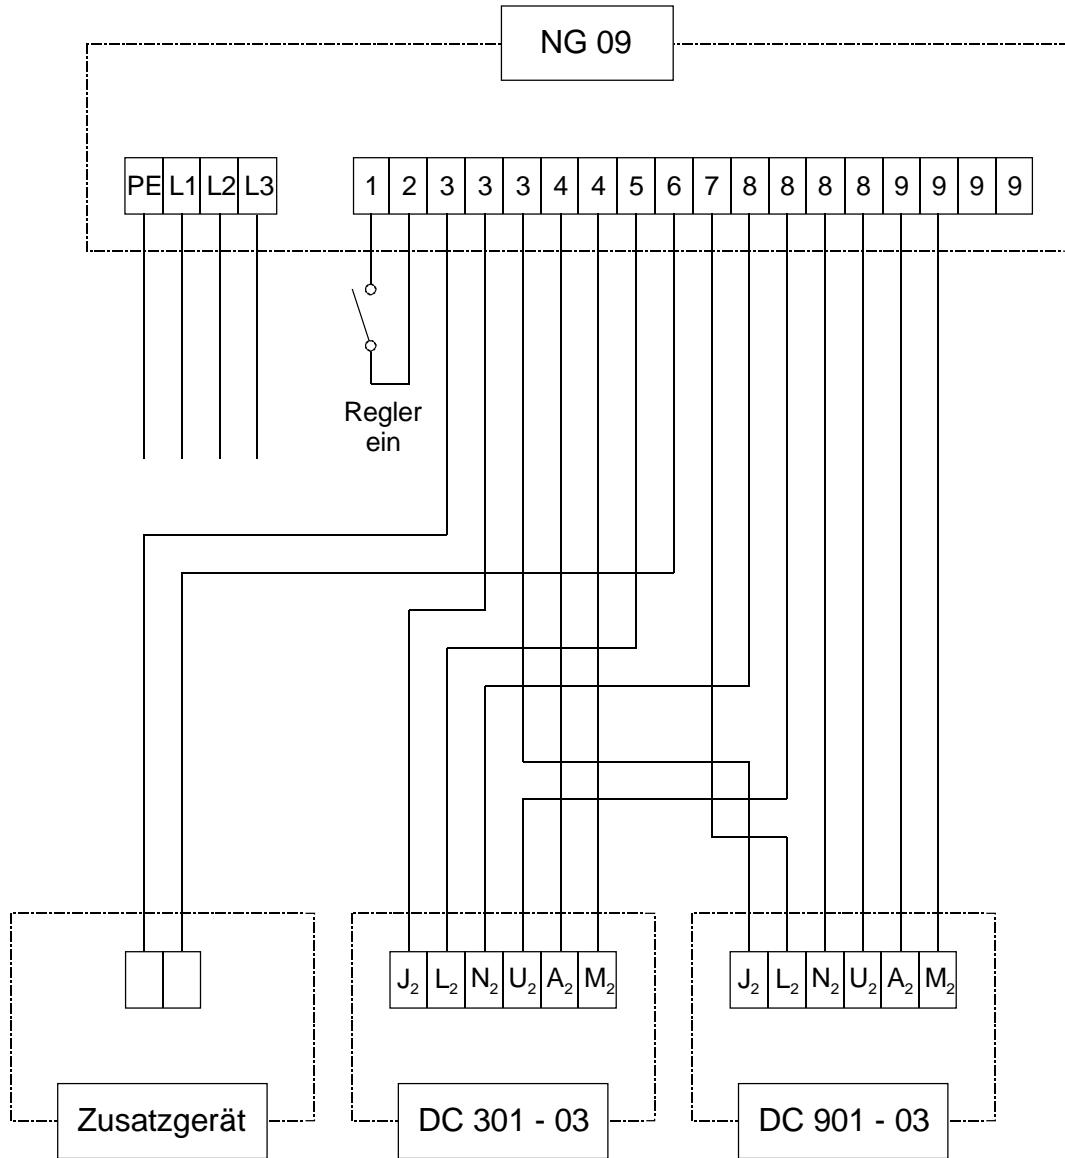 NG 09
PE L1 L2 L3 1 2 3 3 3 4 4 5 6 7 8 8 8 8 9 9 9 9
Regler
ein
J₂ L₂ N₂ U₂ A₂ M₂ J₂ L₂ N₂ U₂ A₂ M₂
Zusatzgerät DC 301 - 03 DC 901 - 03